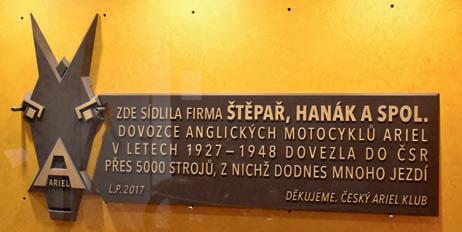 ZDE SÍDLILA FIRMA ŠTĚPAŘ, HANÁK A SPOL.
DOVOZCE ANGLICKÝCH MOTOCYKLŮ ARIEL
V LETECH 1927–1948 DOVEZLA DO ČSR
PŘES 5000 STROJŮ, Z NICHŽ DODNES MNOHO JEZDÍ
ARIEL
L.P. 2017
DĚKUJEME. ČESKÝ ARIEL KLUB